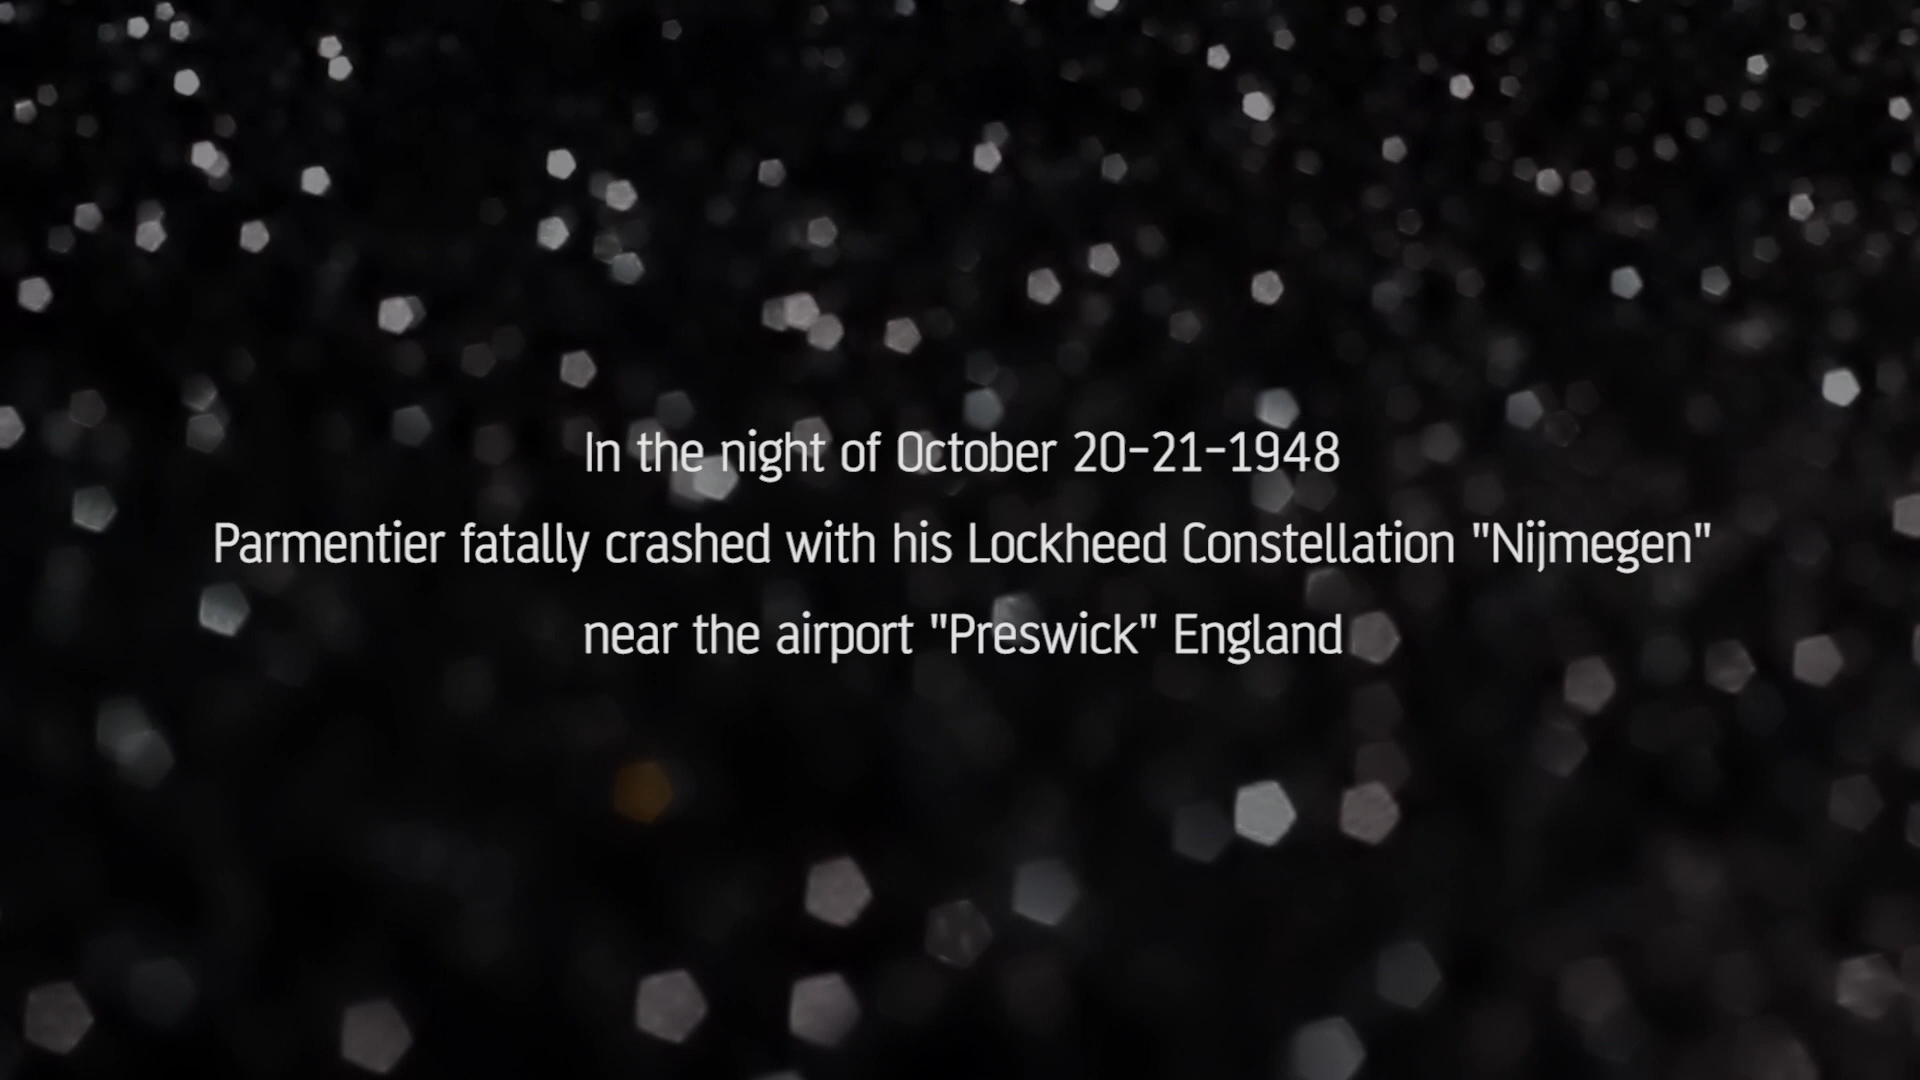 In the night of October 20-21-1948
Parmentier fatally crashed with his Lockheed Constellation "Nijmegen"
near the airport "Preswick" England